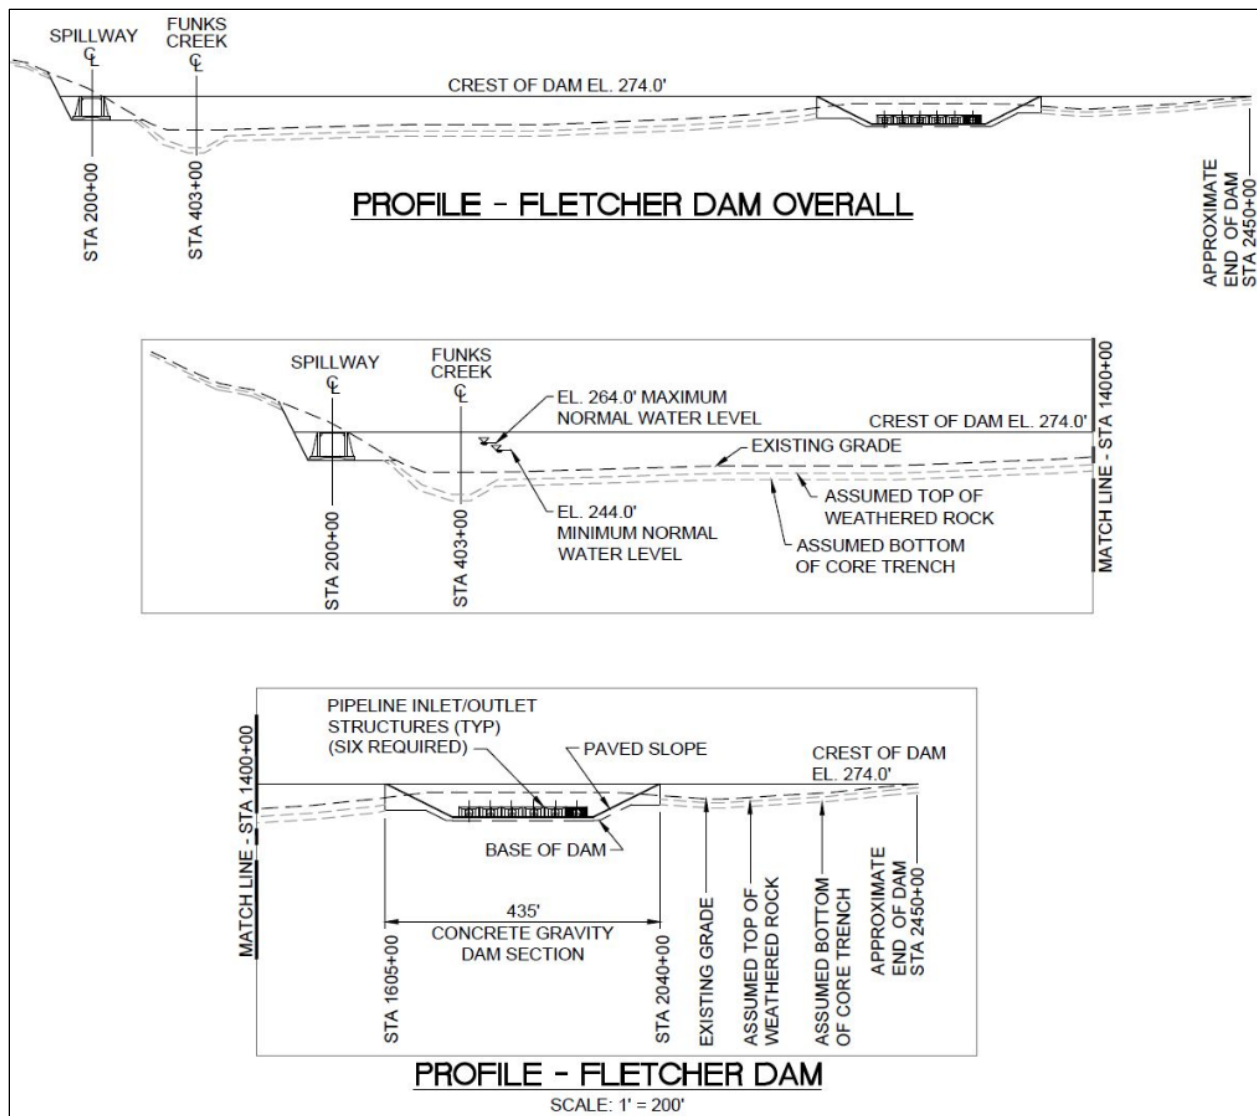 SPILLWAY
℄
FUNKS
CREEK
℄
CREST OF DAM EL. 274.0'
STA 200+00
STA 403+00
APPROXIMATE
END OF DAM
STA 2450+00
PROFILE - FLETCHER DAM OVERALL
SPILLWAY
℄
FUNKS
CREEK
℄
EL. 264.0' MAXIMUM
NORMAL WATER LEVEL
CREST OF DAM EL. 274.0'
EXISTING GRADE
MATCH LINE - STA 1400+00
STA 200+00
STA 403+00
EL. 244.0'
MINIMUM NORMAL
WATER LEVEL
ASSUMED TOP OF
WEATHERED ROCK
ASSUMED BOTTOM
OF CORE TRENCH
MATCH LINE - STA 1400+00
PIPELINE INLET/OUTLET
STRUCTURES (TYP)
(SIX REQUIRED)
PAVED SLOPE
CREST OF DAM
EL. 274.0'
BASE OF DAM
435'
CONCRETE GRAVITY
DAM SECTION
STA 1605+00
STA 2040+00
EXISTING GRADE
ASSUMED TOP OF
WEATHERED ROCK
ASSUMED BOTTOM
OF CORE TRENCH
APPROXIMATE
END OF DAM
STA 2450+00
PROFILE - FLETCHER DAM
SCALE: 1' = 200'